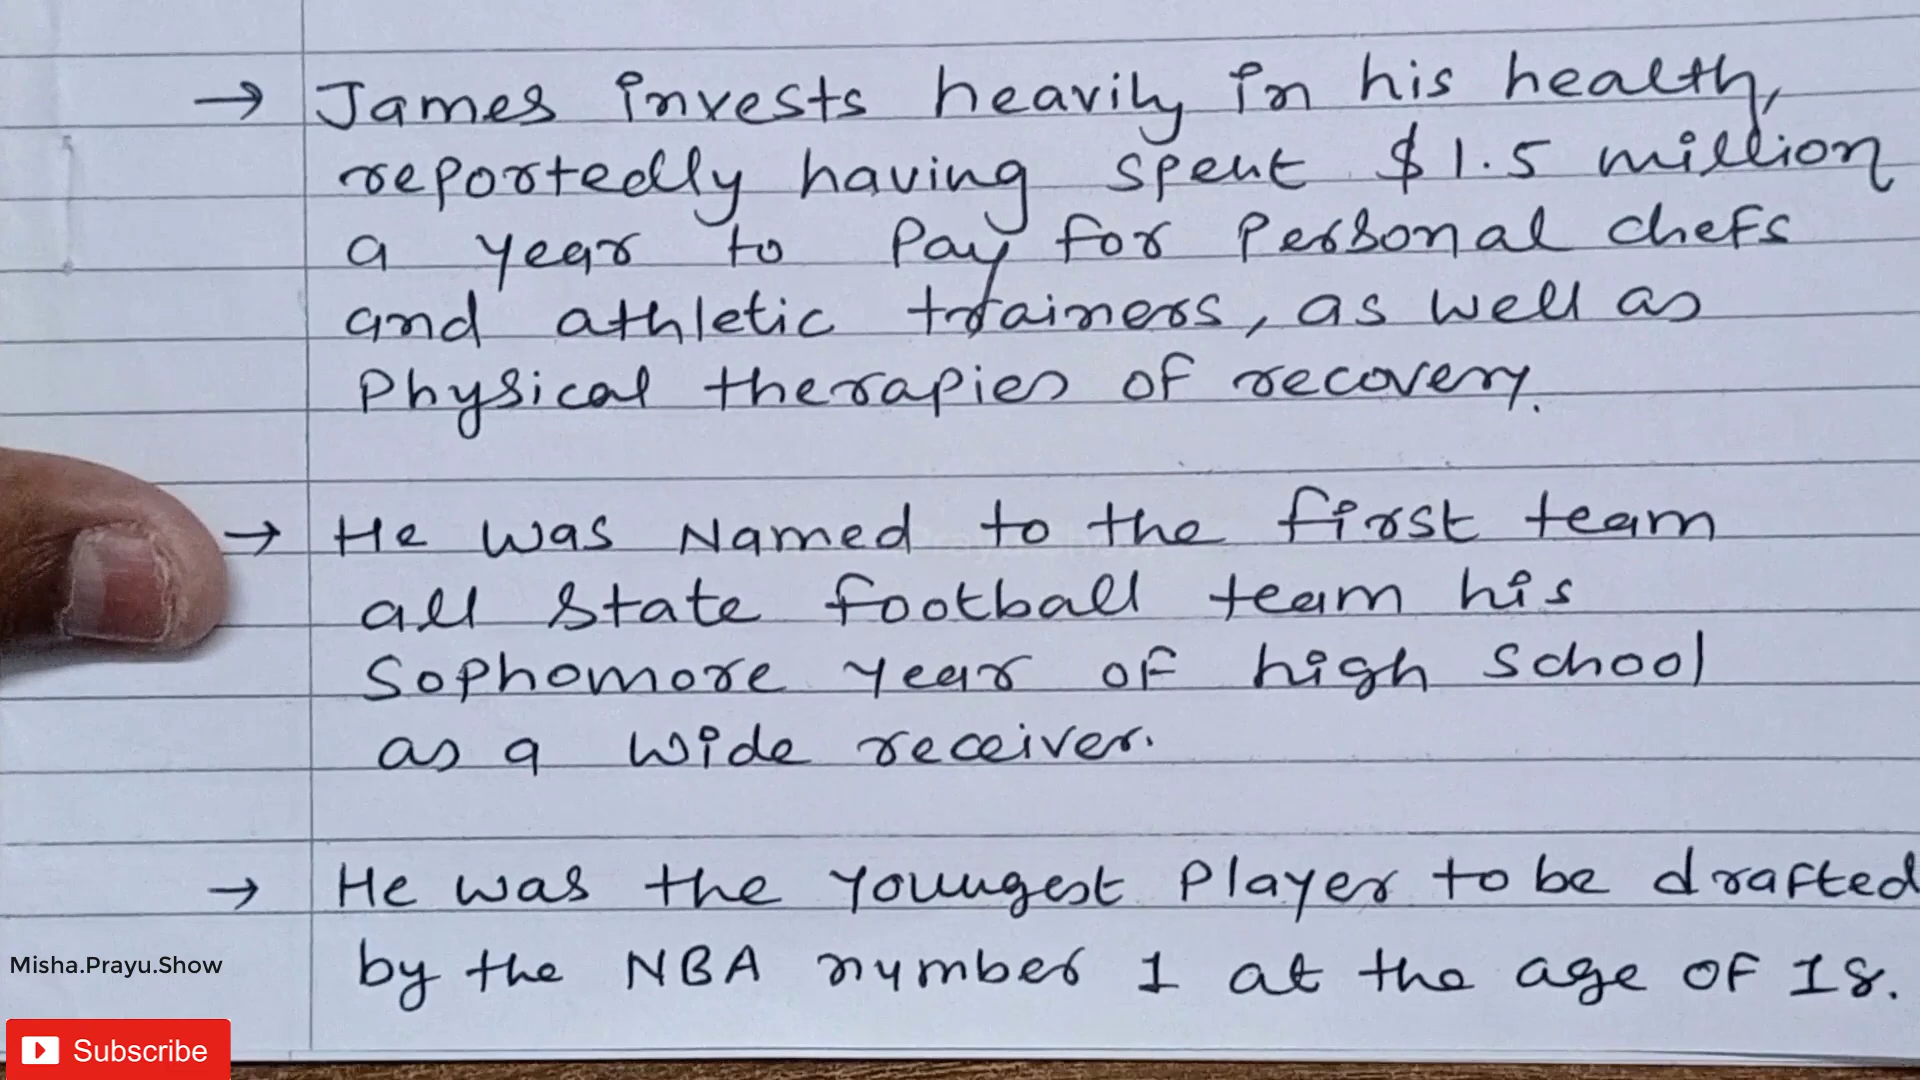 → James invests heavily in his health,
reportedly having spent $1.5 million
a year to Pay for Personal chefs
and athletic trainers, as well as
Physical therapies of recovery.
→ He was Named to the first team
all state football team his
Sophomore year of high school
as a wide receiver.
→ He was the youngest Player to be drafted
by the NBA number 1 at the age of 18.
Misha.Prayu.Show
Subscribe